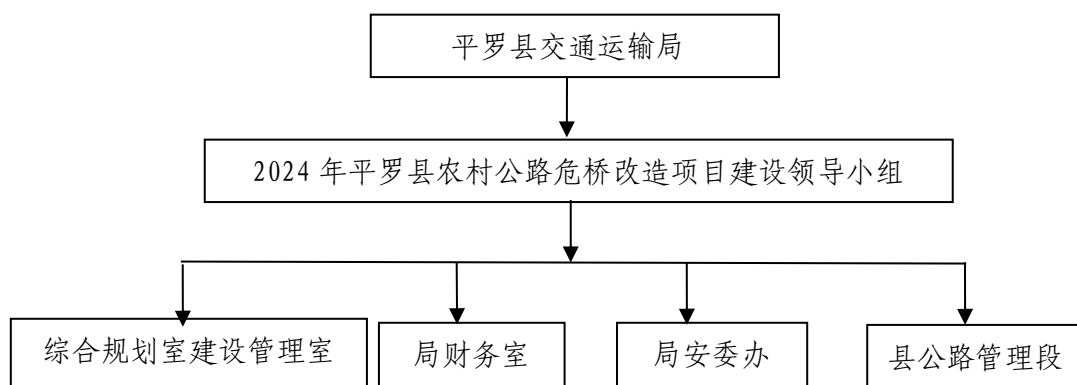 平罗县交通运输局
2024 年平罗县农村公路危桥改造项目建设领导小组
综合规划室建设管理室
局财务室
局安委办
县公路管理段